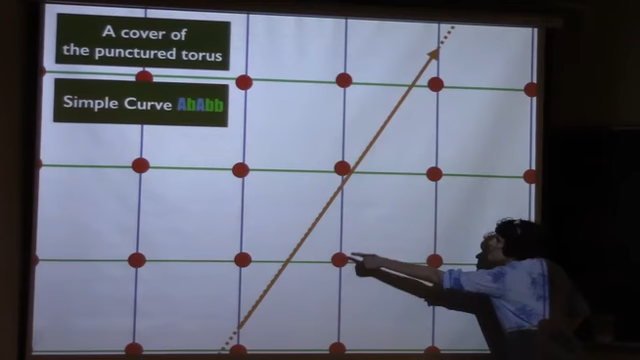 A cover of
the punctured torus
Simple Curve AbAbb